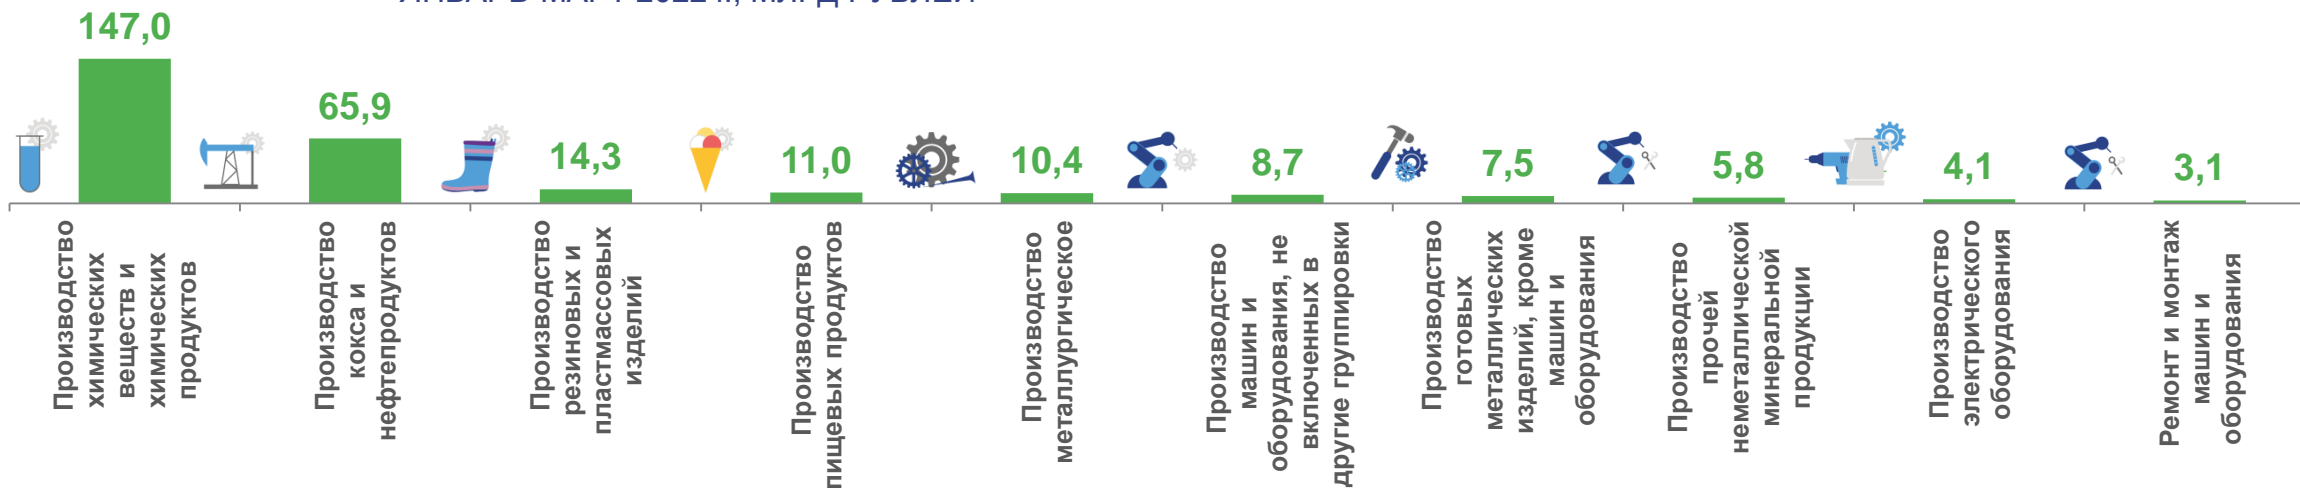 147,0
65,9
14,3
11,0
10,4
8,7
7,5
5,8
4,1
3,1
Производство
химических
веществ и
химических
продуктов
Производство
кокса и
нефтепродуктов
Производство
резиновых и
пластмассовых
изделий
Производство
пищевых продуктов
Производство
металлургическое
Производство
машин и
оборудования, не
включенных в
другие группировки
Производство
готовых
металлических
изделий, кроме
машин и
оборудования
Производство
прочей
неметаллической
минеральной
продукции
Производство
электрического
оборудования
Ремонт и монтаж
машин и
оборудования